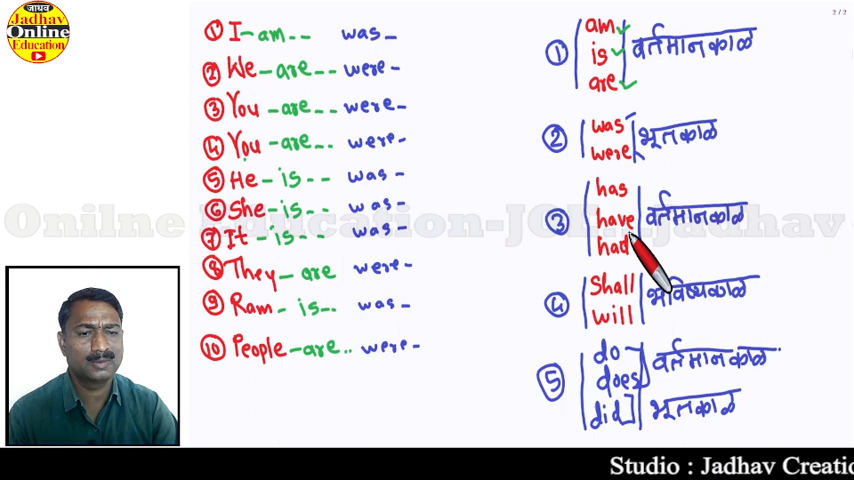 जाधव
Jadhav
Online
Education
2/2
① I-am-- was-
② We-are-- were-
③ You-are-- were-
④ You-are-- were-
⑤ He-is-- was-
⑥ She-is-- was-
⑦ It-is-- was-
⑧ They-are were-
⑨ Ram-is-. was-
⑩ People-are.. were-
① am
is
are
वर्तमानकाळ
② was
were
भूतकाळ
③ has
have
had
वर्तमानकाळ
④ Shall
will
भविष्यकाळ
⑤ do
does
वर्तमानकाळ
did
भूतकाळ
Onilne Education-JOE-Jadhav
Studio : Jadhav Creatio